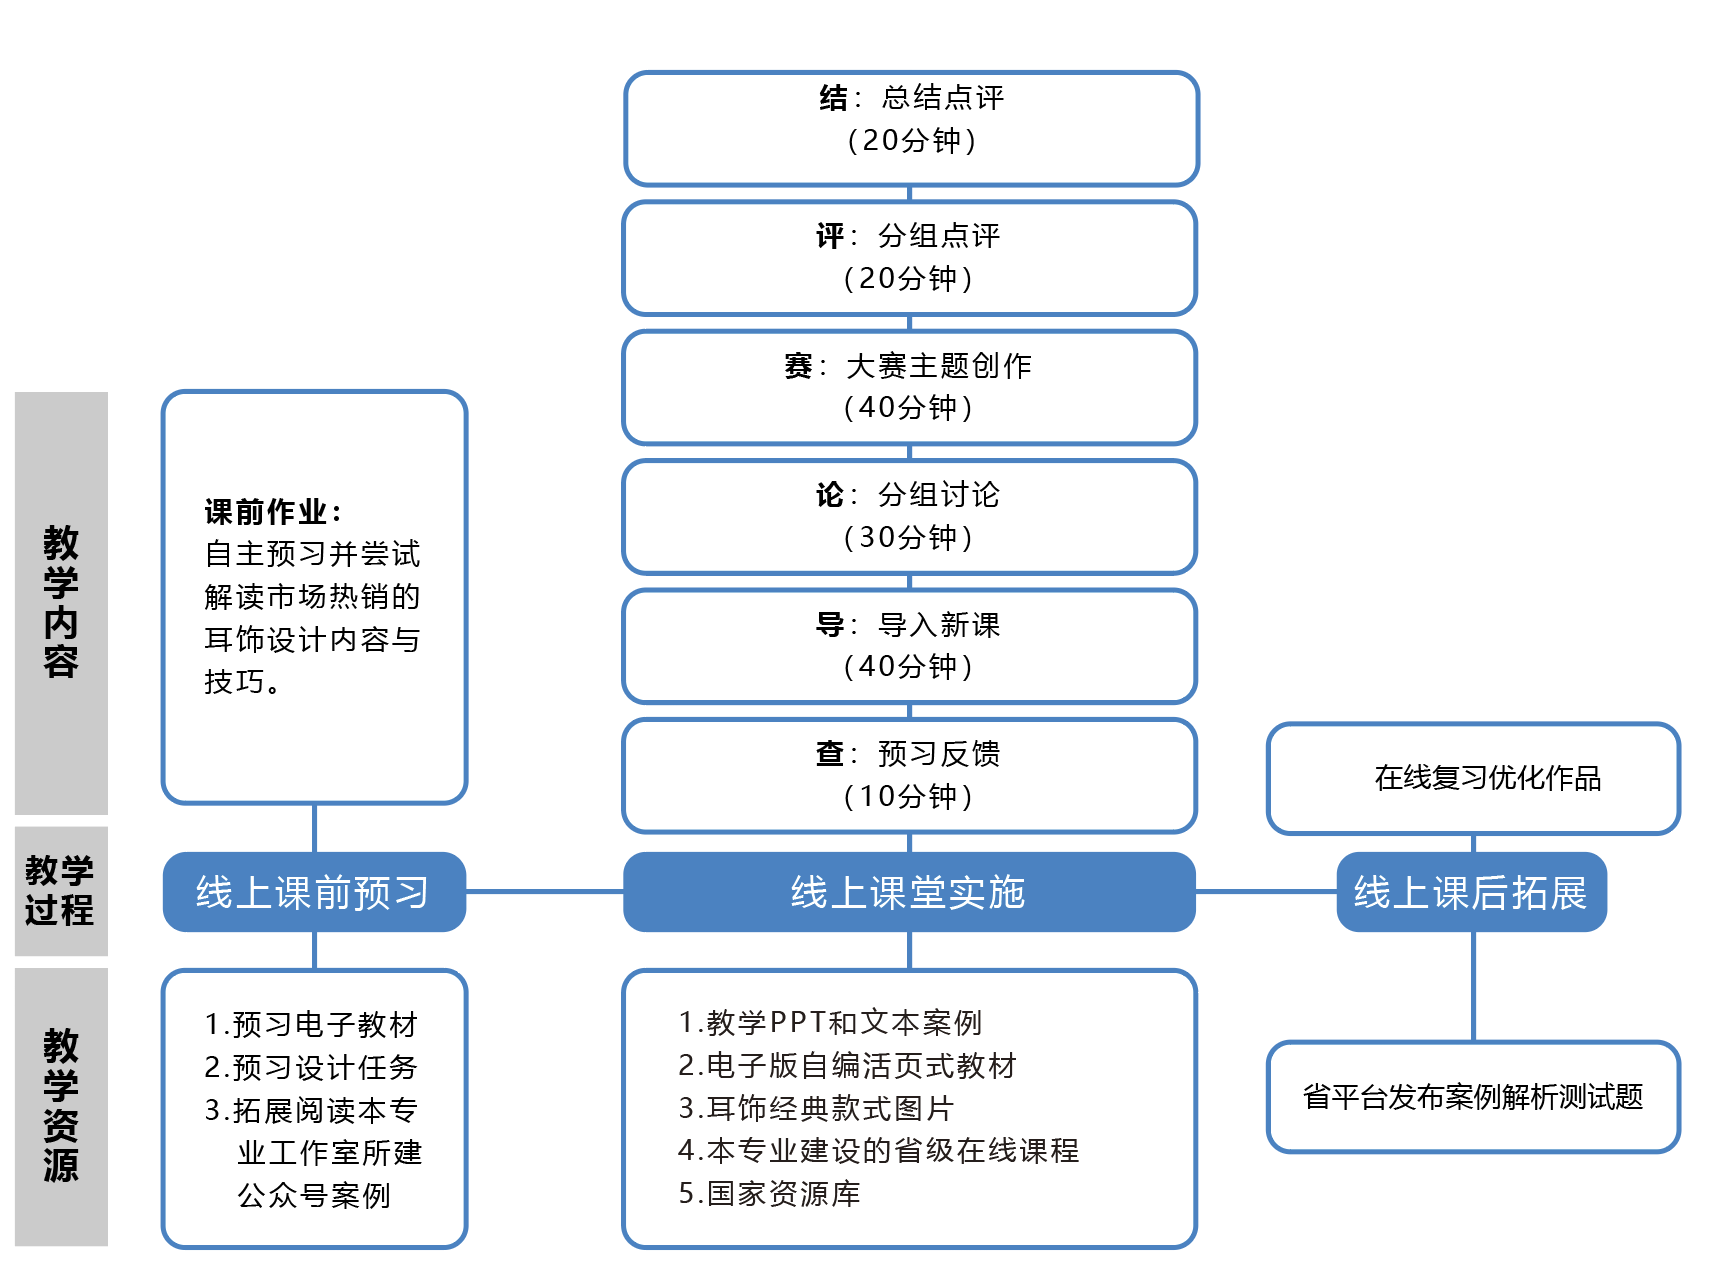 结：总结点评
（20分钟）
评：分组点评
（20分钟）
赛：大赛主题创作
（40分钟）
论：分组讨论
（30分钟）
导：导入新课
（40分钟）
查：预习反馈
（10分钟）
教学内容
课前作业：
自主预习并尝试
解读市场热销的
耳饰设计内容与
技巧。
在线复习优化作品
教学
过程
线上课前预习
线上课堂实施
线上课后拓展
教学资源
1.预习电子教材
2.预习设计任务
3.拓展阅读本专
业工作室所建
公众号案例
1.教学PPT和文本案例
2.电子版自编活页式教材
3.耳饰经典款式图片
4.本专业建设的省级在线课程
5.国家资源库
省平台发布案例解析测试题